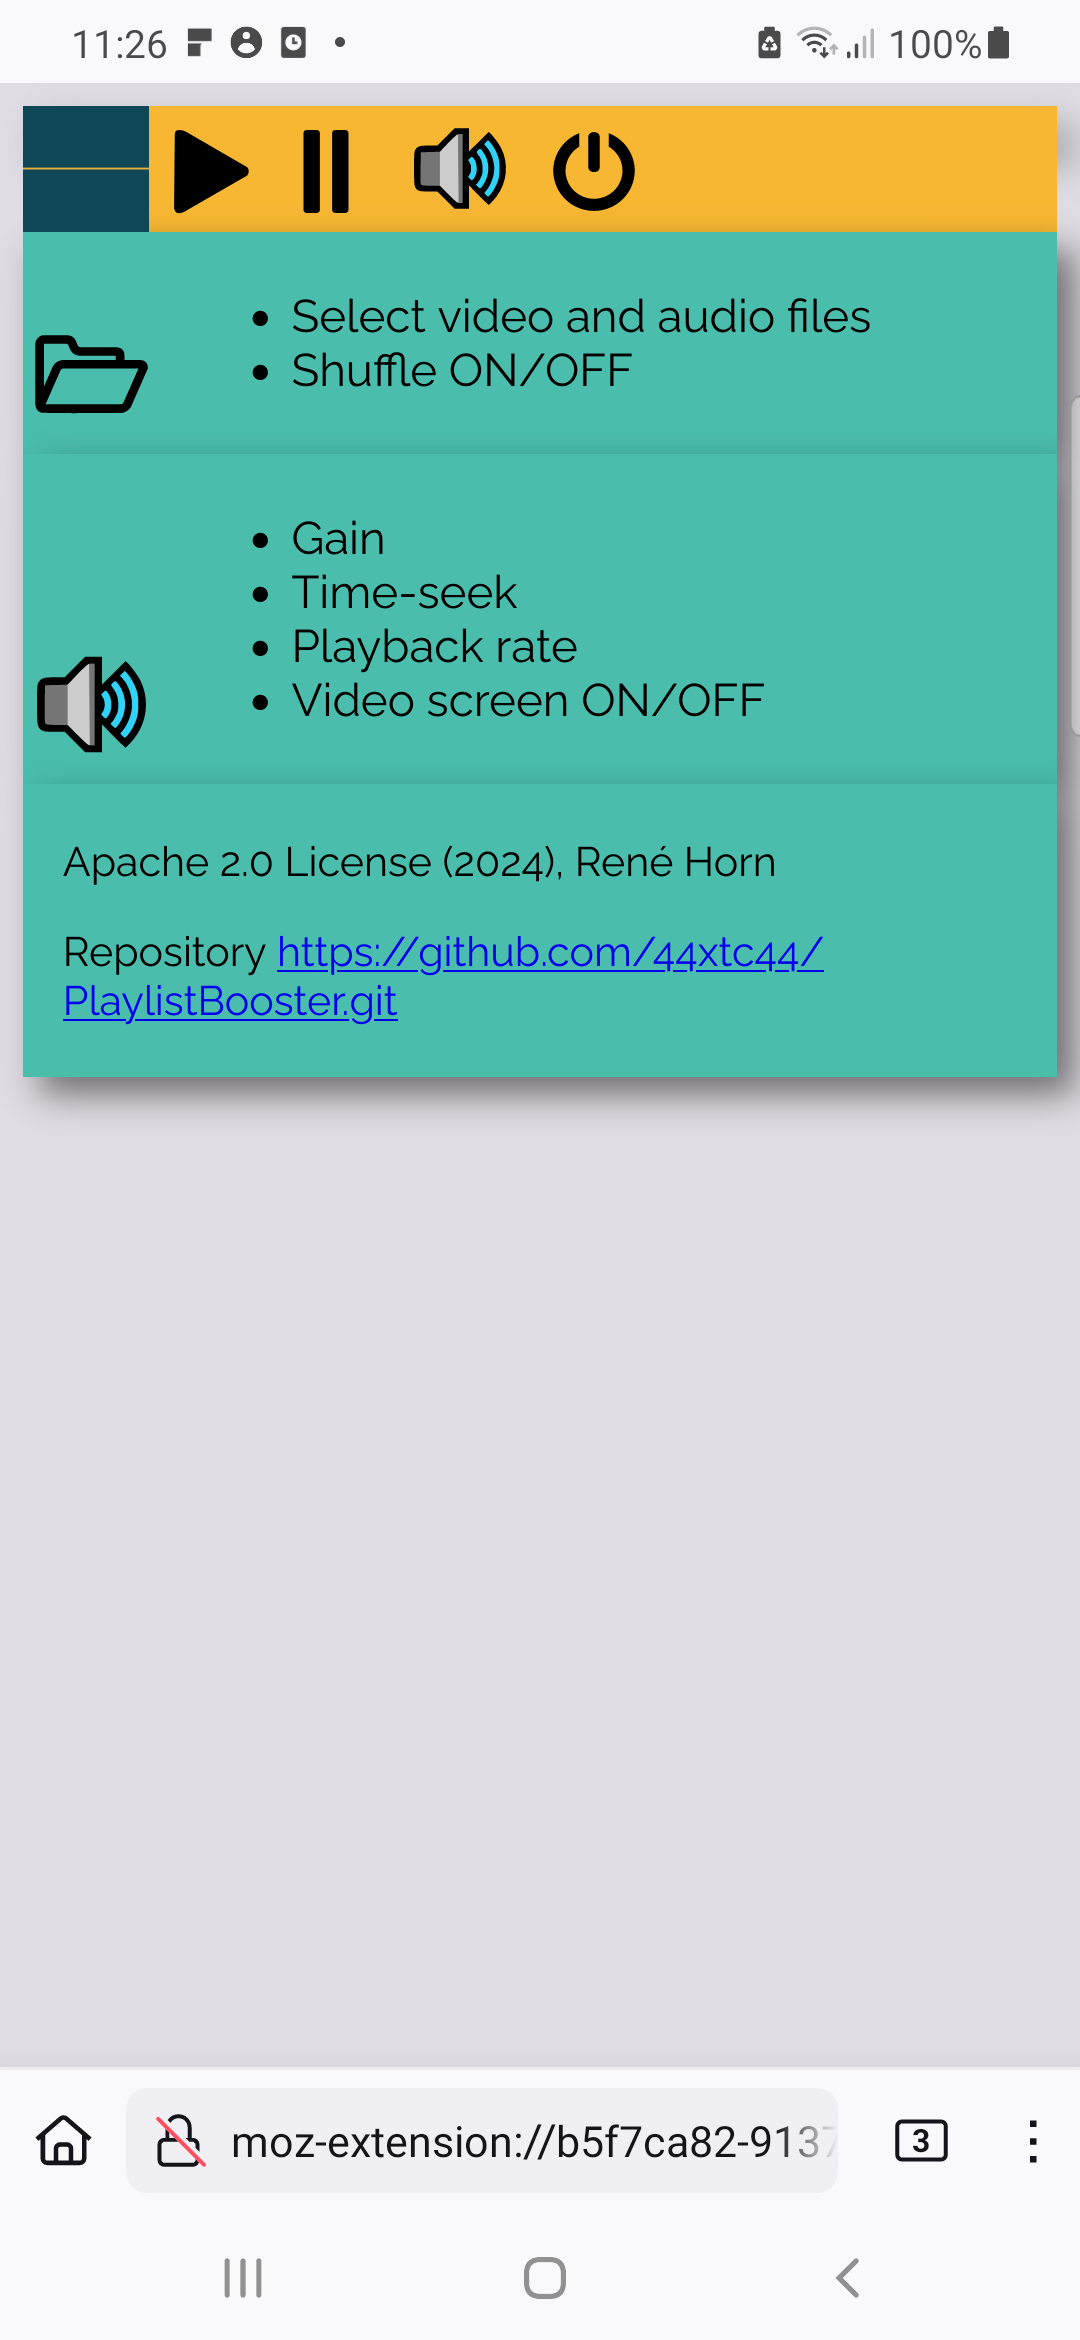 11:26
100%
Select video and audio files
Shuffle ON/OFF
Gain
Time-seek
Playback rate
Video screen ON/OFF
Apache 2.0 License (2024), René Horn
Repository https://github.com/44xtc44/
PlaylistBooster.git
moz-extension://b5f7ca82-9137
3